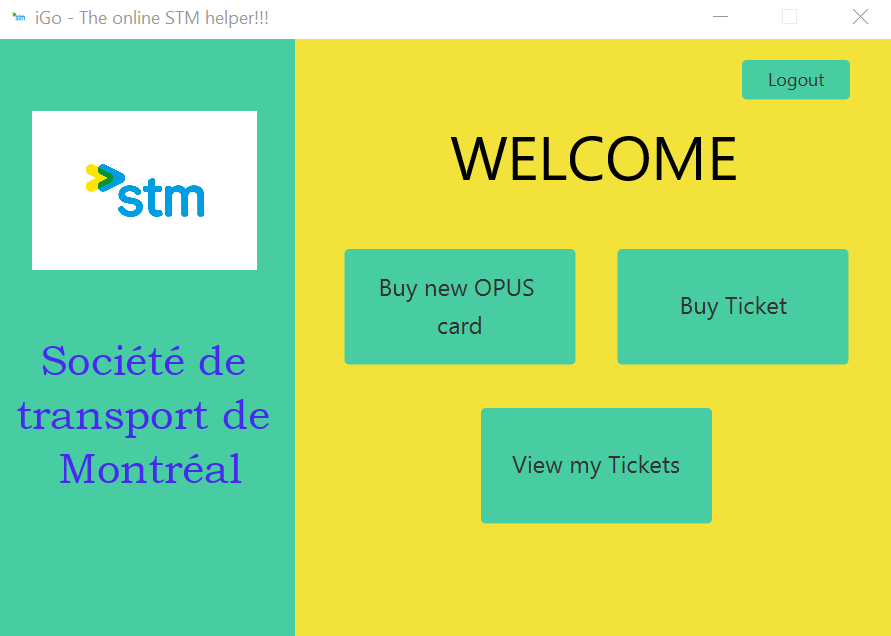 iGo - The online STM helper!!!
Logout
stm
WELCOME
Buy new OPUS
card
Buy Ticket
Société de
transport de
Montréal
View my Tickets